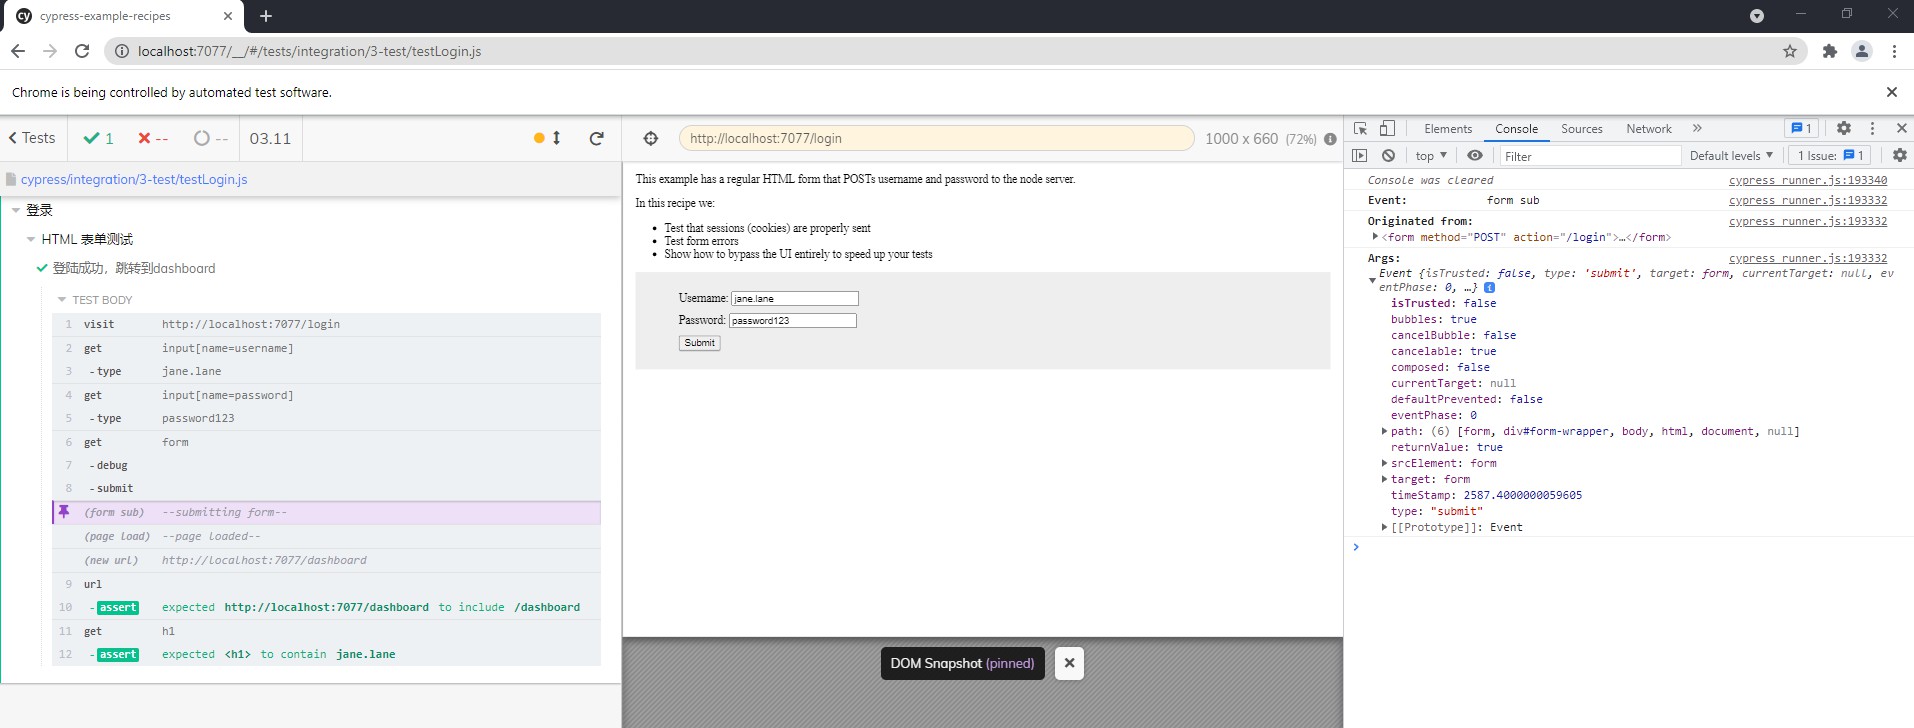 cypress-example-recipes
localhost:7077/__/#/tests/integration/3-test/testLogin.js
Chrome is being controlled by automated test software.
Tests 1 -- -- 03.11
cypress/integration/3-test/testLogin.js
登录
HTML 表单测试
登陆成功，跳转到dashboard
TEST BODY
1 visit http://localhost:7077/login
2 get input[name=username]
3 -type jane.lane
4 get input[name=password]
5 -type password123
6 get form
7 -debug
8 -submit
(form sub) --submitting form--
(page load) --page loaded--
(new url) http://localhost:7077/dashboard
9 url
10 -assert expected http://localhost:7077/dashboard to include /dashboard
11 get h1
12 -assert expected <h1> to contain jane.lane
http://localhost:7077/login 1000 x 660 (72%)
This example has a regular HTML form that POSTs username and password to the node server.
In this recipe we:
• Test that sessions (cookies) are properly sent
• Test form errors
• Show how to bypass the UI entirely to speed up your tests
Username: jane.lane
Password: password123
Submit
DOM Snapshot (pinned)
Elements Console Sources Network » 1
top Filter Default levels 1 Issue: 1
Console was cleared cypress_runner.js:193340
Event: form sub cypress_runner.js:193332
Originated from: cypress_runner.js:193332
<form method="POST" action="/login">…</form>
Args: cypress_runner.js:193332
Event {isTrusted: false, type: 'submit', target: form, currentTarget: null, ev
entPhase: 0, …}
isTrusted: false
bubbles: true
cancelBubble: false
cancelable: true
composed: false
currentTarget: null
defaultPrevented: false
eventPhase: 0
path: (6) [form, div#form-wrapper, body, html, document, null]
returnValue: true
srcElement: form
target: form
timeStamp: 2587.4000000059605
type: "submit"
[[Prototype]]: Event